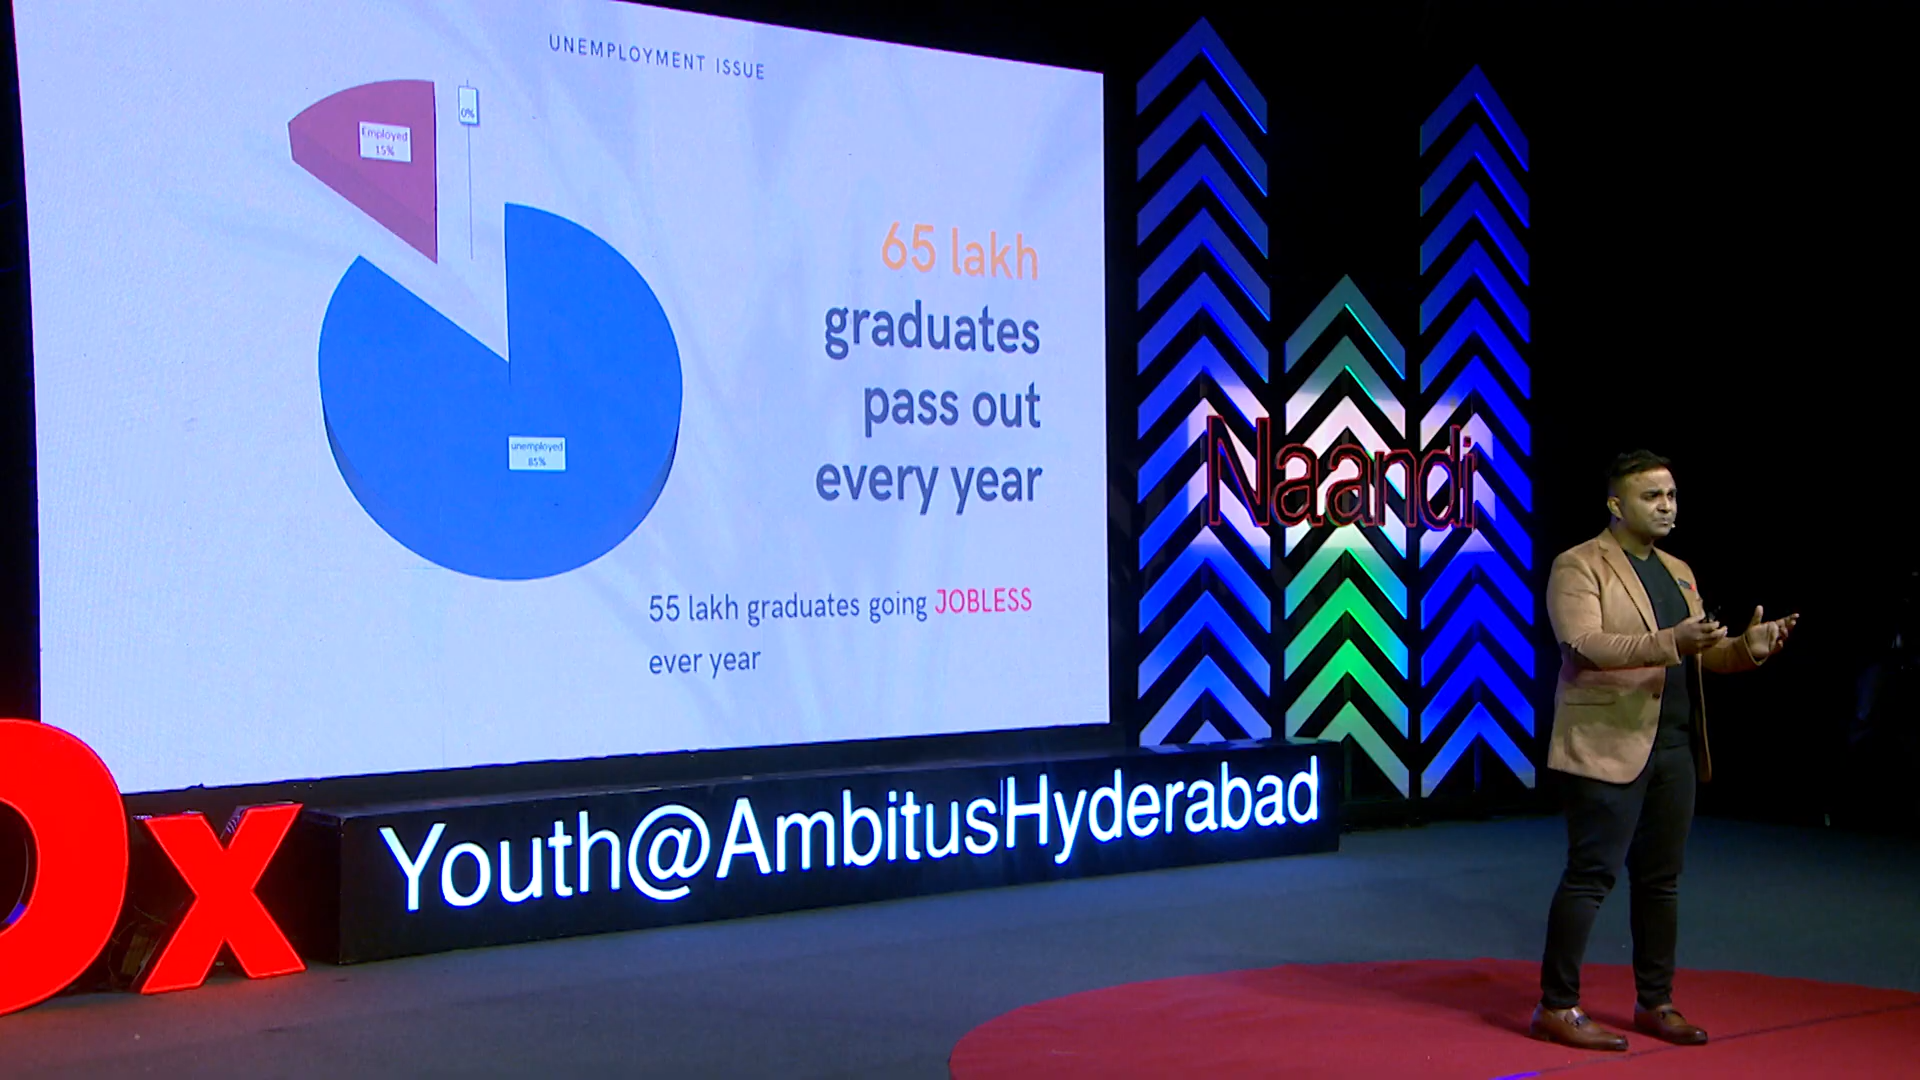 UNEMPLOYMENT ISSUE
0%
Employed
15%
65 lakh
graduates
pass out
every year
unemployed
85%
55 lakh graduates going JOBLESS
ever year
Naandi
x
Youth@AmbitusHyderabad